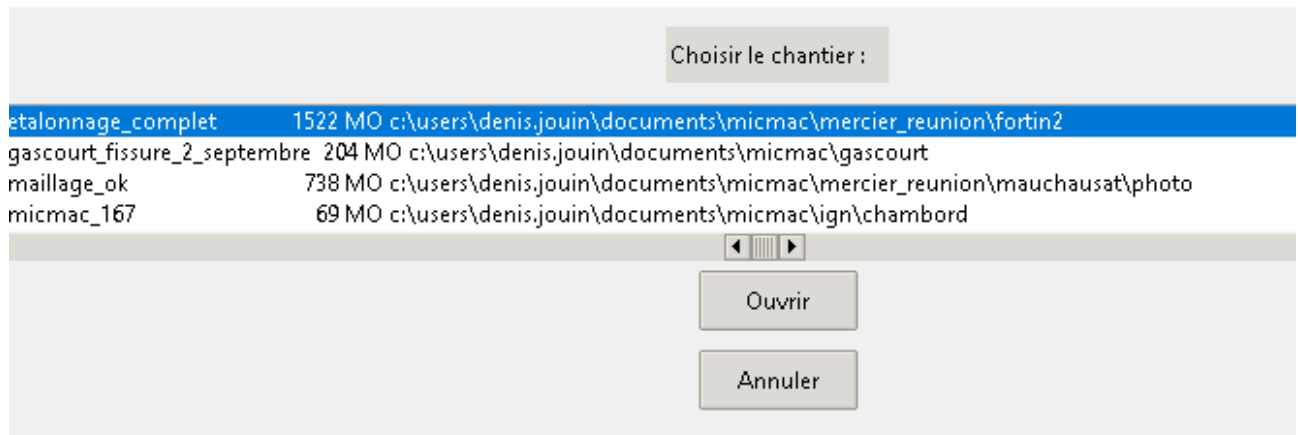 Choisir le chantier :
etalonnage_complet 1522 MO c:\users\denis.jouin\documents\micmac\mercier_reunion\fortin2
gascourt_fissure_2_septembre 204 MO c:\users\denis.jouin\documents\micmac\gascourt
maillage_ok 738 MO c:\users\denis.jouin\documents\micmac\mercier_reunion\mauchausat\photo
micmac_167 69 MO c:\users\denis.jouin\documents\micmac\ign\chambord
Ouvrir
Annuler